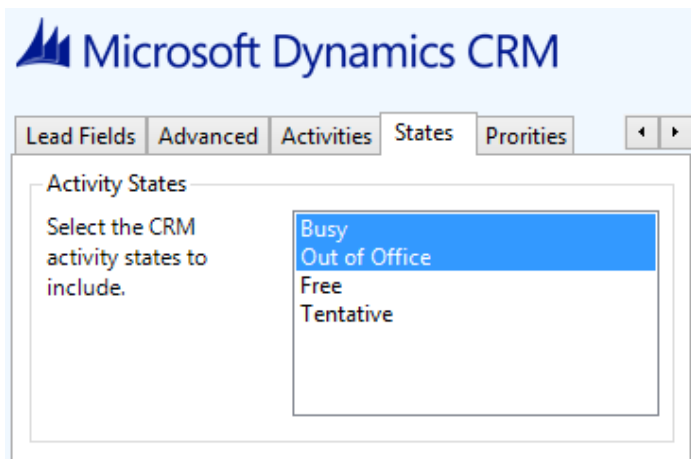 Microsoft Dynamics CRM
Lead Fields Advanced Activities States Prorities
Activity States
Select the CRM
activity states to
include.
Busy
Out of Office
Free
Tentative